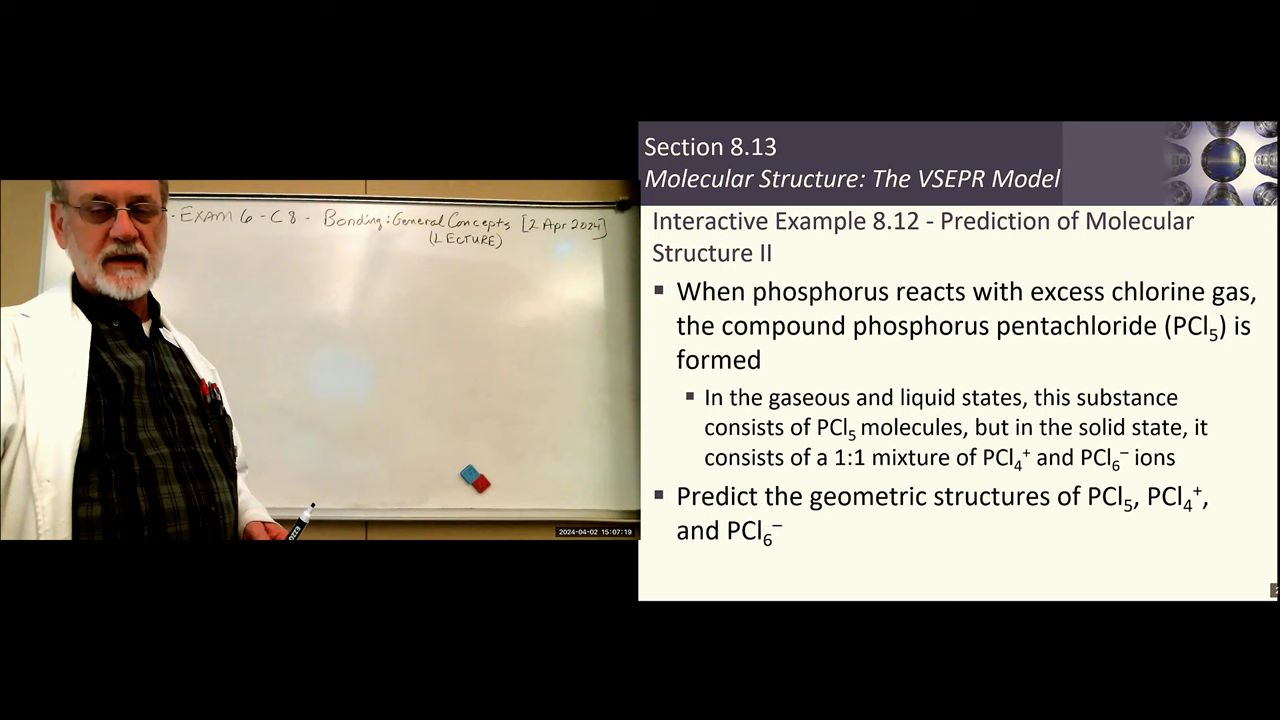 - EXAM 6 - C8 - Bonding: General Concepts [2 Apr 2024]
(LECTURE)
2024-04-02 15:07:19
Section 8.13
Molecular Structure: The VSEPR Model
Interactive Example 8.12 - Prediction of Molecular
Structure II
▪ When phosphorus reacts with excess chlorine gas,
the compound phosphorus pentachloride (PCl₅) is
formed
▪ In the gaseous and liquid states, this substance
consists of PCl₅ molecules, but in the solid state, it
consists of a 1:1 mixture of PCl₄⁺ and PCl₆⁻ ions
▪ Predict the geometric structures of PCl₅, PCl₄⁺,
and PCl₆⁻